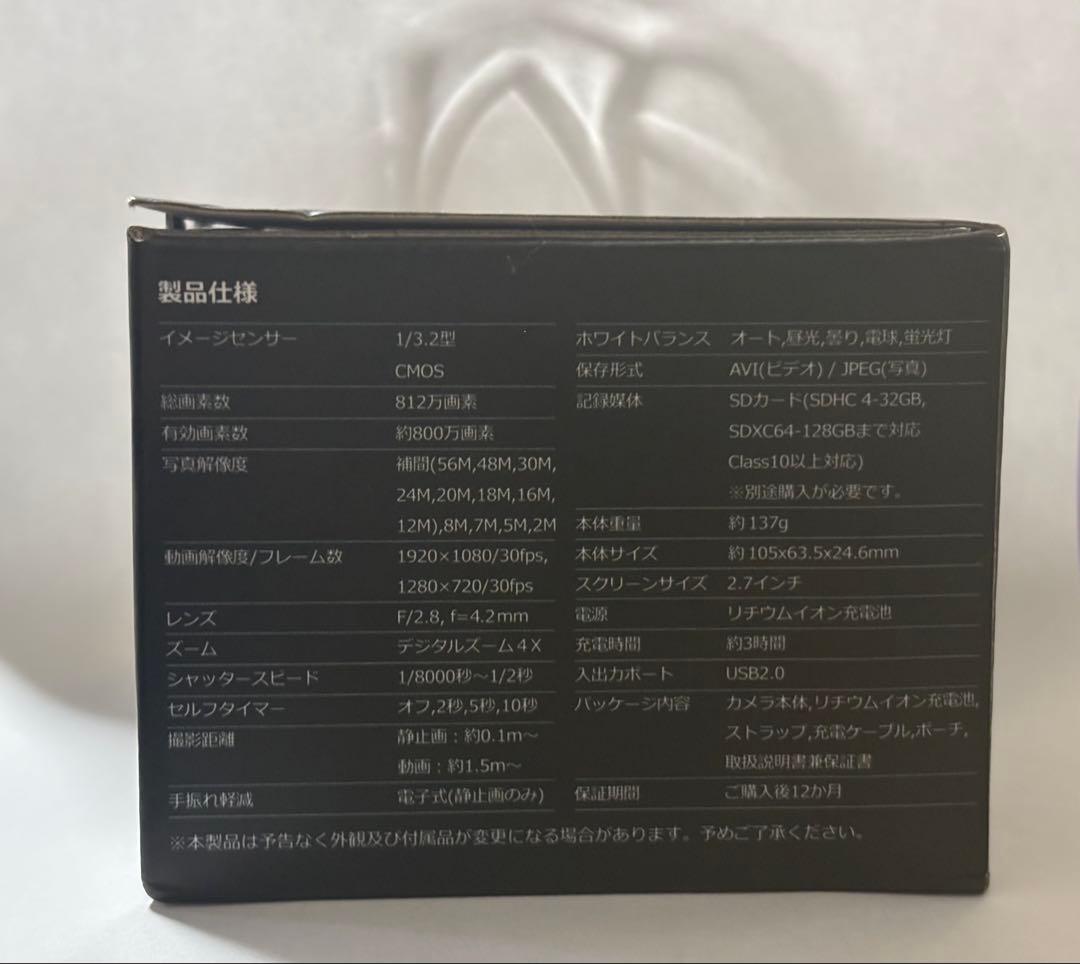 製品仕様
イメージセンサー 1/3.2型
CMOS
総画素数 812万画素
有効画素数 約800万画素
写真解像度 補間(56M,48M,30M,
24M,20M,18M,16M,
12M),8M,7M,5M,2M
動画解像度/フレーム数 1920×1080/30fps,
1280×720/30fps
レンズ F/2.8, f=4.2mm
ズーム デジタルズーム4X
シャッタースピード 1/8000秒～1/2秒
セルフタイマー オフ,2秒,5秒,10秒
撮影距離 静止画：約0.1m～
動画：約1.5m～
手振れ軽減 電子式(静止画のみ)
ホワイトバランス オート,昼光,曇り,電球,蛍光灯
保存形式 AVI(ビデオ) / JPEG(写真)
記録媒体 SDカード(SDHC 4-32GB,
SDXC64-128GBまで対応
Class10以上対応)
※別途購入が必要です。
本体重量 約137g
本体サイズ 約105x63.5x24.6mm
スクリーンサイズ 2.7インチ
電源 リチウムイオン充電池
充電時間 約3時間
入出力ポート USB2.0
パッケージ内容 カメラ本体,リチウムイオン充電池,
ストラップ,充電ケーブル,ポーチ,
取扱説明書兼保証書
保証期間 ご購入後12か月
※本製品は予告なく外観及び付属品が変更になる場合があります。予めご了承ください。